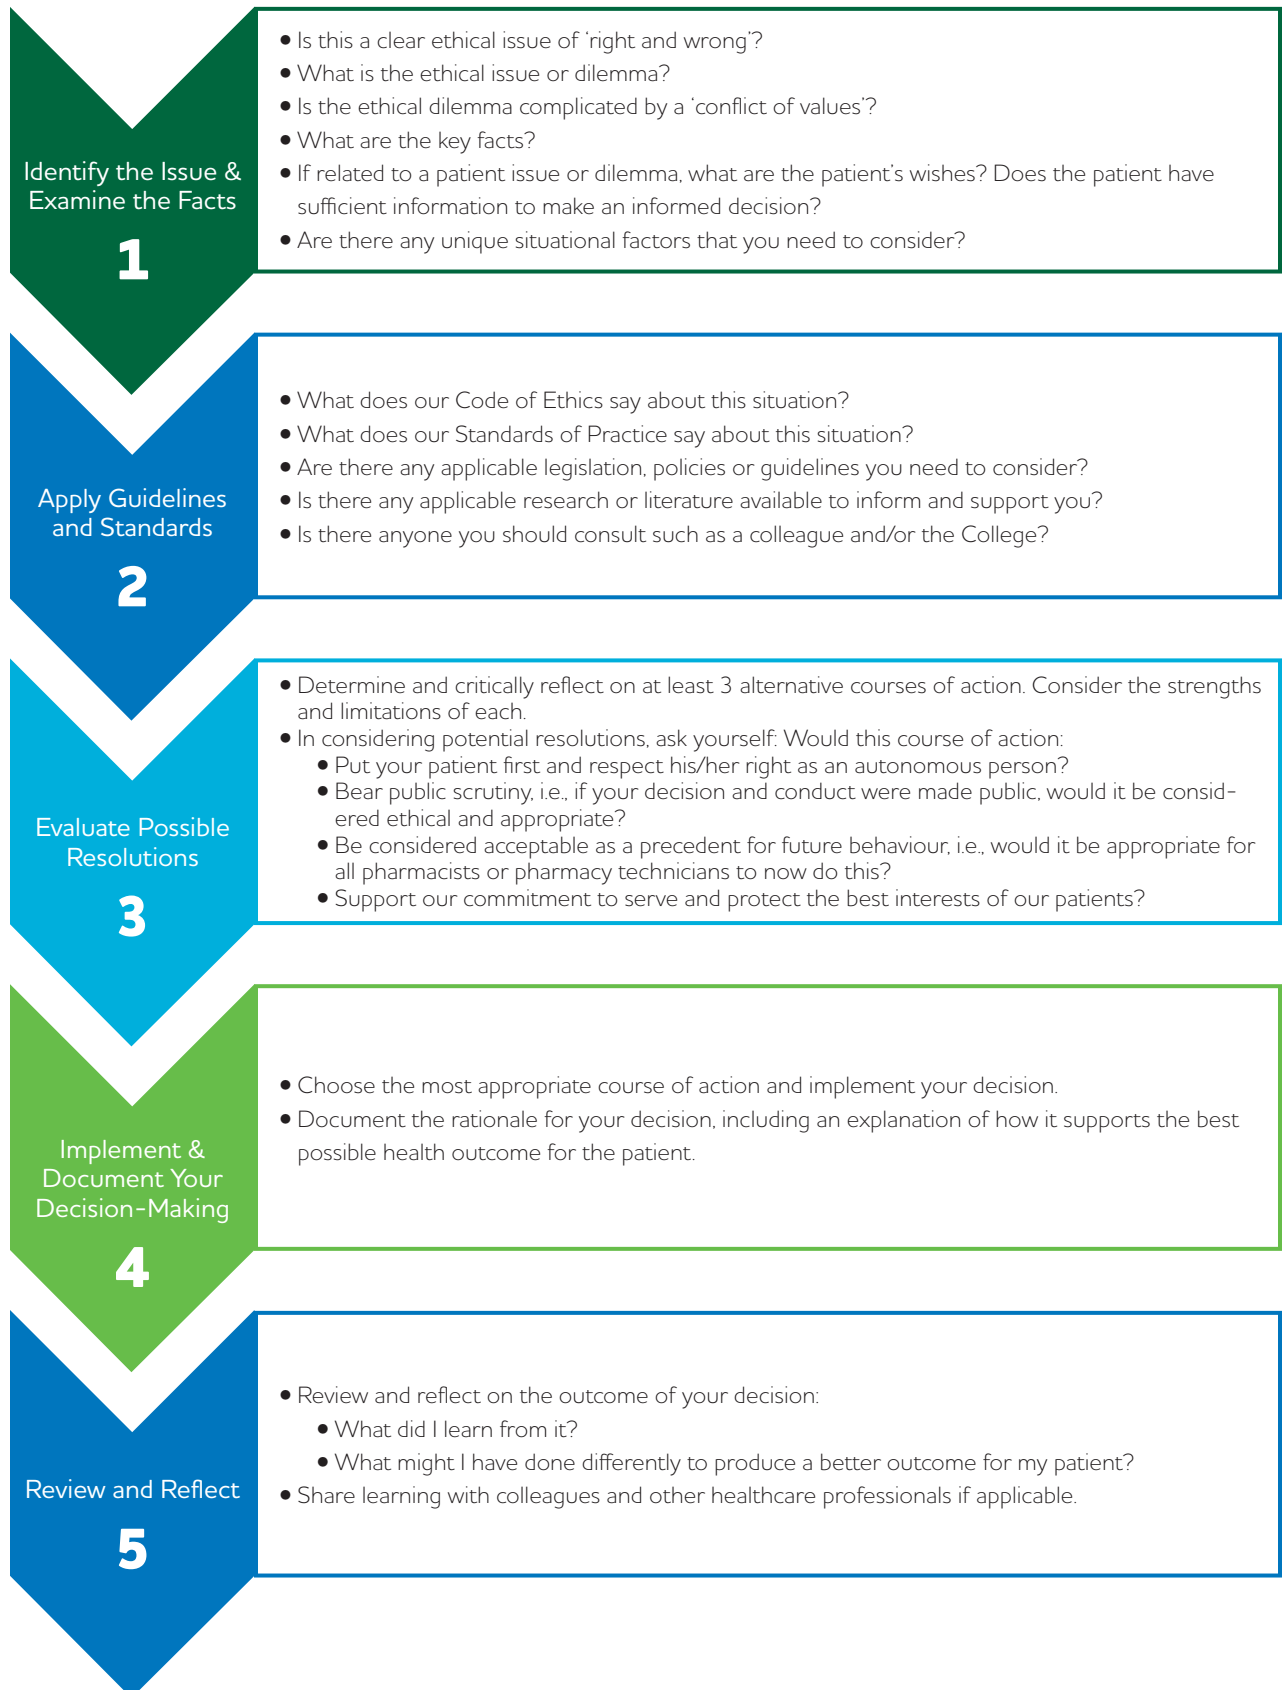 Identify the Issue &
Examine the Facts
1
• Is this a clear ethical issue of ‘right and wrong’?
• What is the ethical issue or dilemma?
• Is the ethical dilemma complicated by a ‘conflict of values’?
• What are the key facts?
• If related to a patient issue or dilemma, what are the patient’s wishes? Does the patient have
sufficient information to make an informed decision?
• Are there any unique situational factors that you need to consider?
Apply Guidelines
and Standards
2
• What does our Code of Ethics say about this situation?
• What does our Standards of Practice say about this situation?
• Are there any applicable legislation, policies or guidelines you need to consider?
• Is there any applicable research or literature available to inform and support you?
• Is there anyone you should consult such as a colleague and/or the College?
Evaluate Possible
Resolutions
3
• Determine and critically reflect on at least 3 alternative courses of action. Consider the strengths
and limitations of each.
• In considering potential resolutions, ask yourself: Would this course of action:
• Put your patient first and respect his/her right as an autonomous person?
• Bear public scrutiny, i.e., if your decision and conduct were made public, would it be consid-
ered ethical and appropriate?
• Be considered acceptable as a precedent for future behaviour, i.e., would it be appropriate for
all pharmacists or pharmacy technicians to now do this?
• Support our commitment to serve and protect the best interests of our patients?
Implement &
Document Your
Decision-Making
4
• Choose the most appropriate course of action and implement your decision.
• Document the rationale for your decision, including an explanation of how it supports the best
possible health outcome for the patient.
Review and Reflect
5
• Review and reflect on the outcome of your decision:
• What did I learn from it?
• What might I have done differently to produce a better outcome for my patient?
• Share learning with colleagues and other healthcare professionals if applicable.